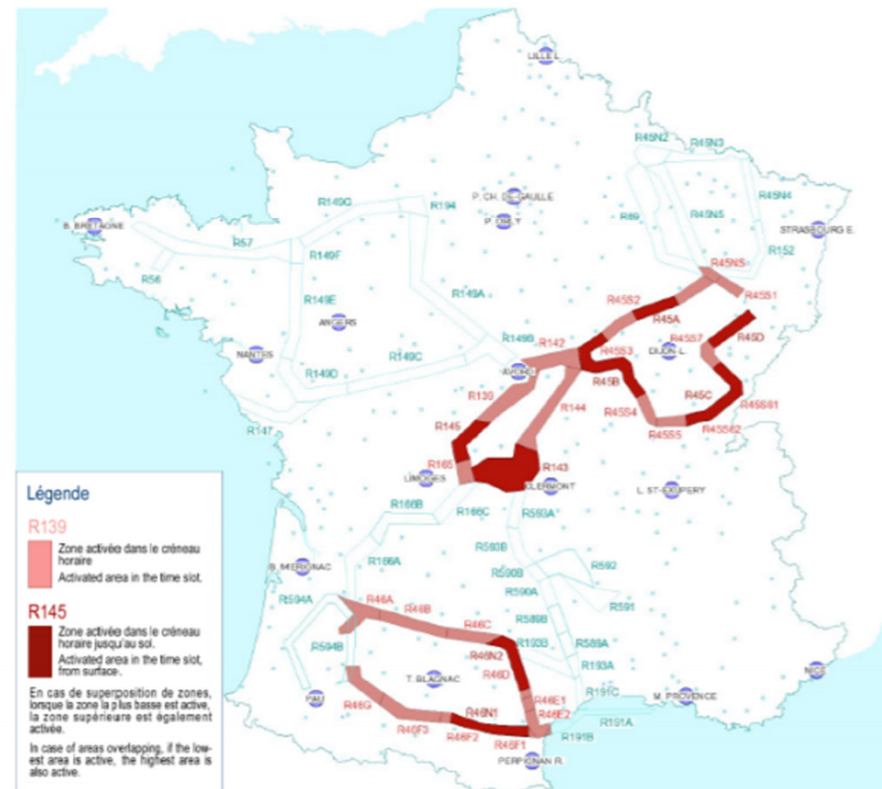 LILLE L.
R45N2
R45N3
P. CH. DE-GAULLE
R149G
R194
R69
R45N4
B. BRETAGNE
P. ORLY
R45N5
STRASBOURG E.
R57
R149F
R152
R56
R45NS
R149A
R45S1
R149E
R45S2
ANGERS
R45A
R149B
R142
R45S7
R45D
NANTES
R149C
R45S3
DIJON-L.
R149D
AVORD
R45B
R139
R144
R45C
R45S4
R45S61
R147
R145
R45S5
R45S62
R165
R143
LIMOGES
CLERMONT
L. ST-EXUPERY
R166B
R166C
R593A
R593B
B. MERIGNAC
R166A
R590B
R592
R590A
R594A
R46A
R591
R46B
R589B
R46C
R594B
R193B
R589A
R46N2
R193A
T. BLAGNAC
R46D
NICE
PAU
R46E1
R191C
M. PROVENCE
R46G
R46N1
R46E2
R191A
R46F3
R46F2
R46F1
R191B
PERPIGNAN R.
Légende
R139
Zone activée dans le créneau
horaire
Activated area in the time slot.
R145
Zone activée dans le créneau
horaire jusqu'au sol.
Activated area in the time slot,
from surface.
En cas de superposition de zones,
lorsque la zone la plus basse est active,
la zone supérieure est également
activée.
In case of areas overlapping, if the low-
est area is active, the highest area is
also active.